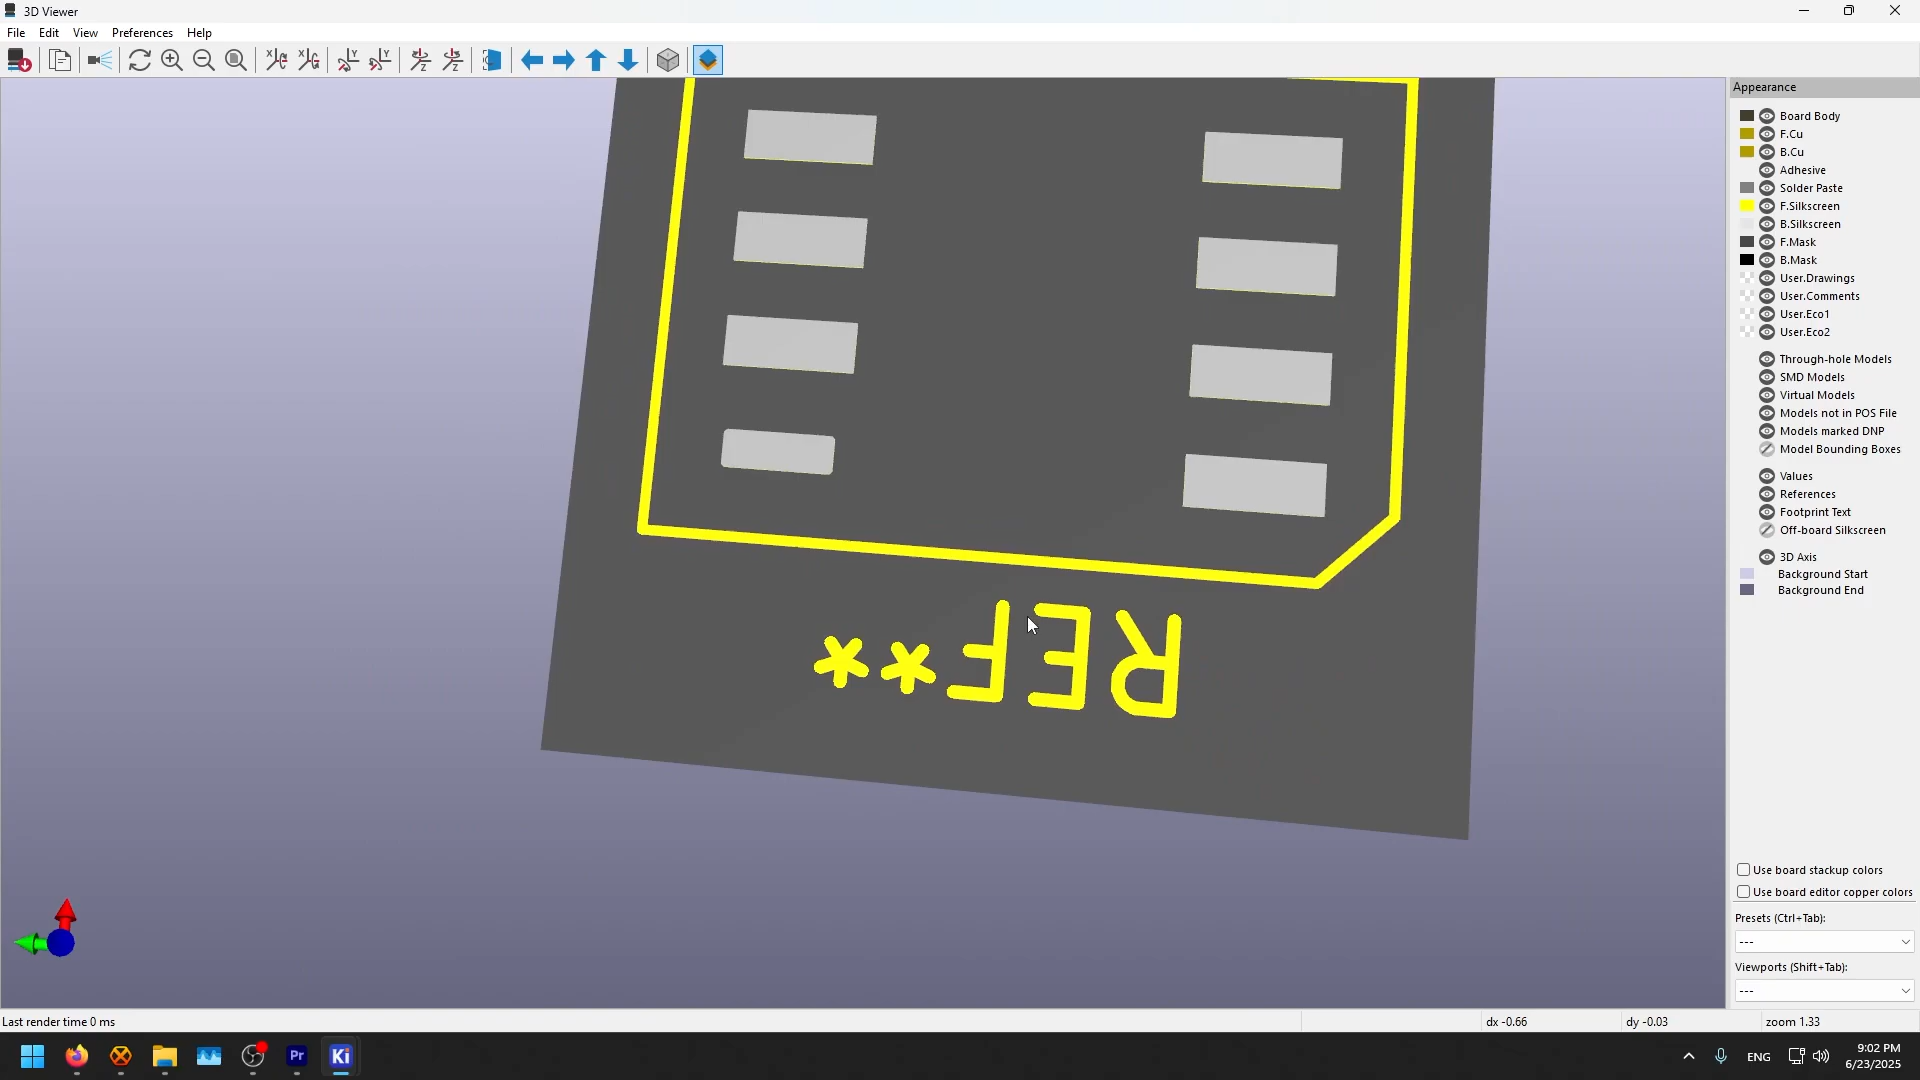 3D Viewer
File Edit View Preferences Help
Appearance
Board Body
F.Cu
B.Cu
Adhesive
Solder Paste
F.Silkscreen
B.Silkscreen
F.Mask
B.Mask
User.Drawings
User.Comments
User.Eco1
User.Eco2
Through-hole Models
SMD Models
Virtual Models
Models not in POS File
Models marked DNP
Model Bounding Boxes
Values
References
Footprint Text
Off-board Silkscreen
3D Axis
Background Start
Background End
REF**
Use board stackup colors
Use board editor copper colors
Presets (Ctrl+Tab):
---
Viewports (Shift+Tab):
---
Last render time 0 ms dx -0.66 dy -0.03 zoom 1.33
Pr Ki ENG 9:02 PM
6/23/2025